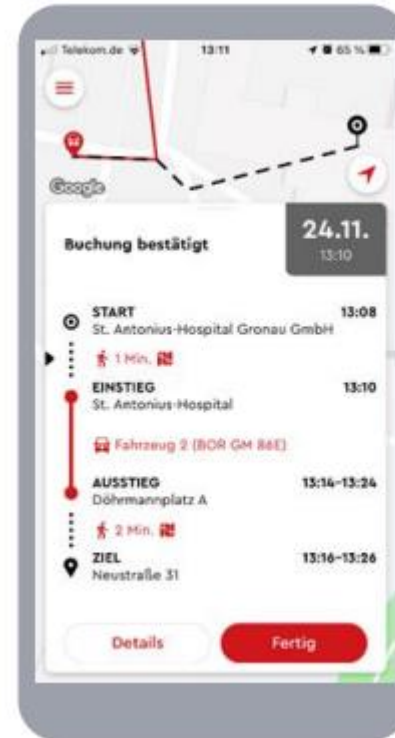 Telekom.de 13:11 65 %
Google
Buchung bestätigt
24.11.
13:10
START 13:08
St. Antonius-Hospital Gronau GmbH
1 Min.
EINSTIEG 13:10
St. Antonius-Hospital
Fahrzeug 2 (BOR GM 86E)
AUSSTIEG 13:14-13:24
Döhrmannplatz A
2 Min.
ZIEL 13:16-13:26
Neustraße 31
Details Fertig